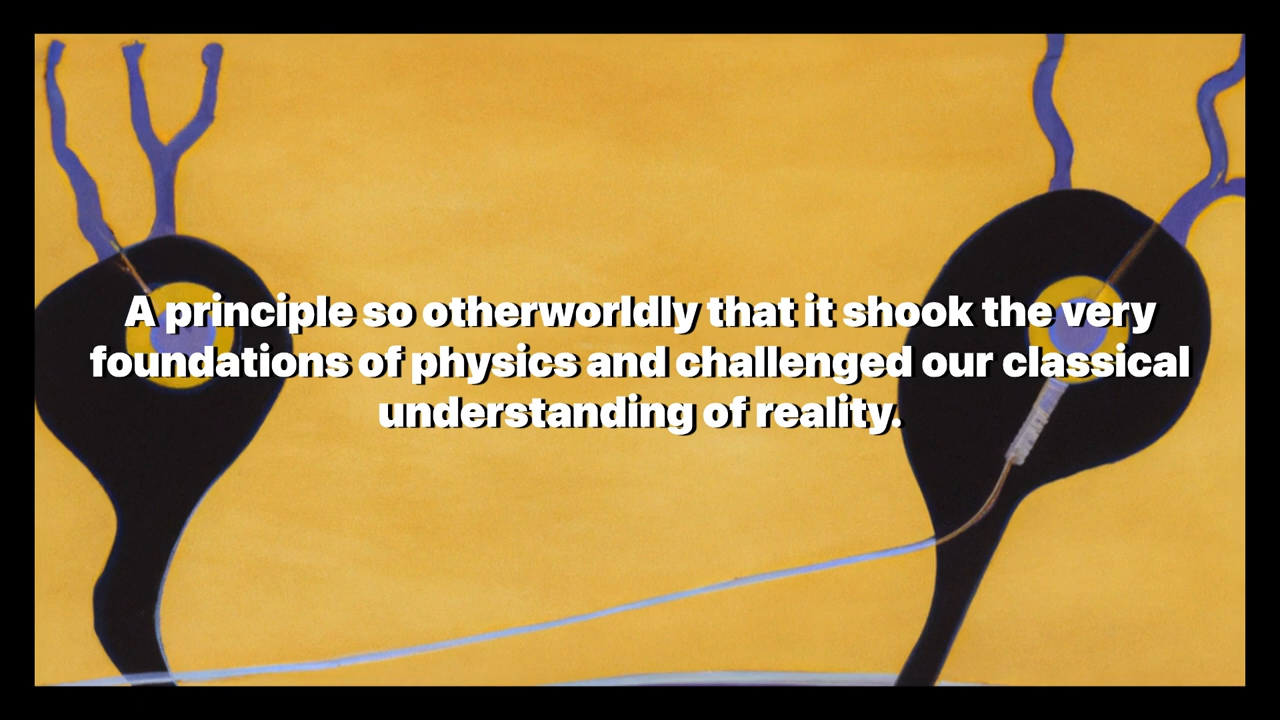 A principle so otherworldly that it shook the very
foundations of physics and challenged our classical
understanding of reality.